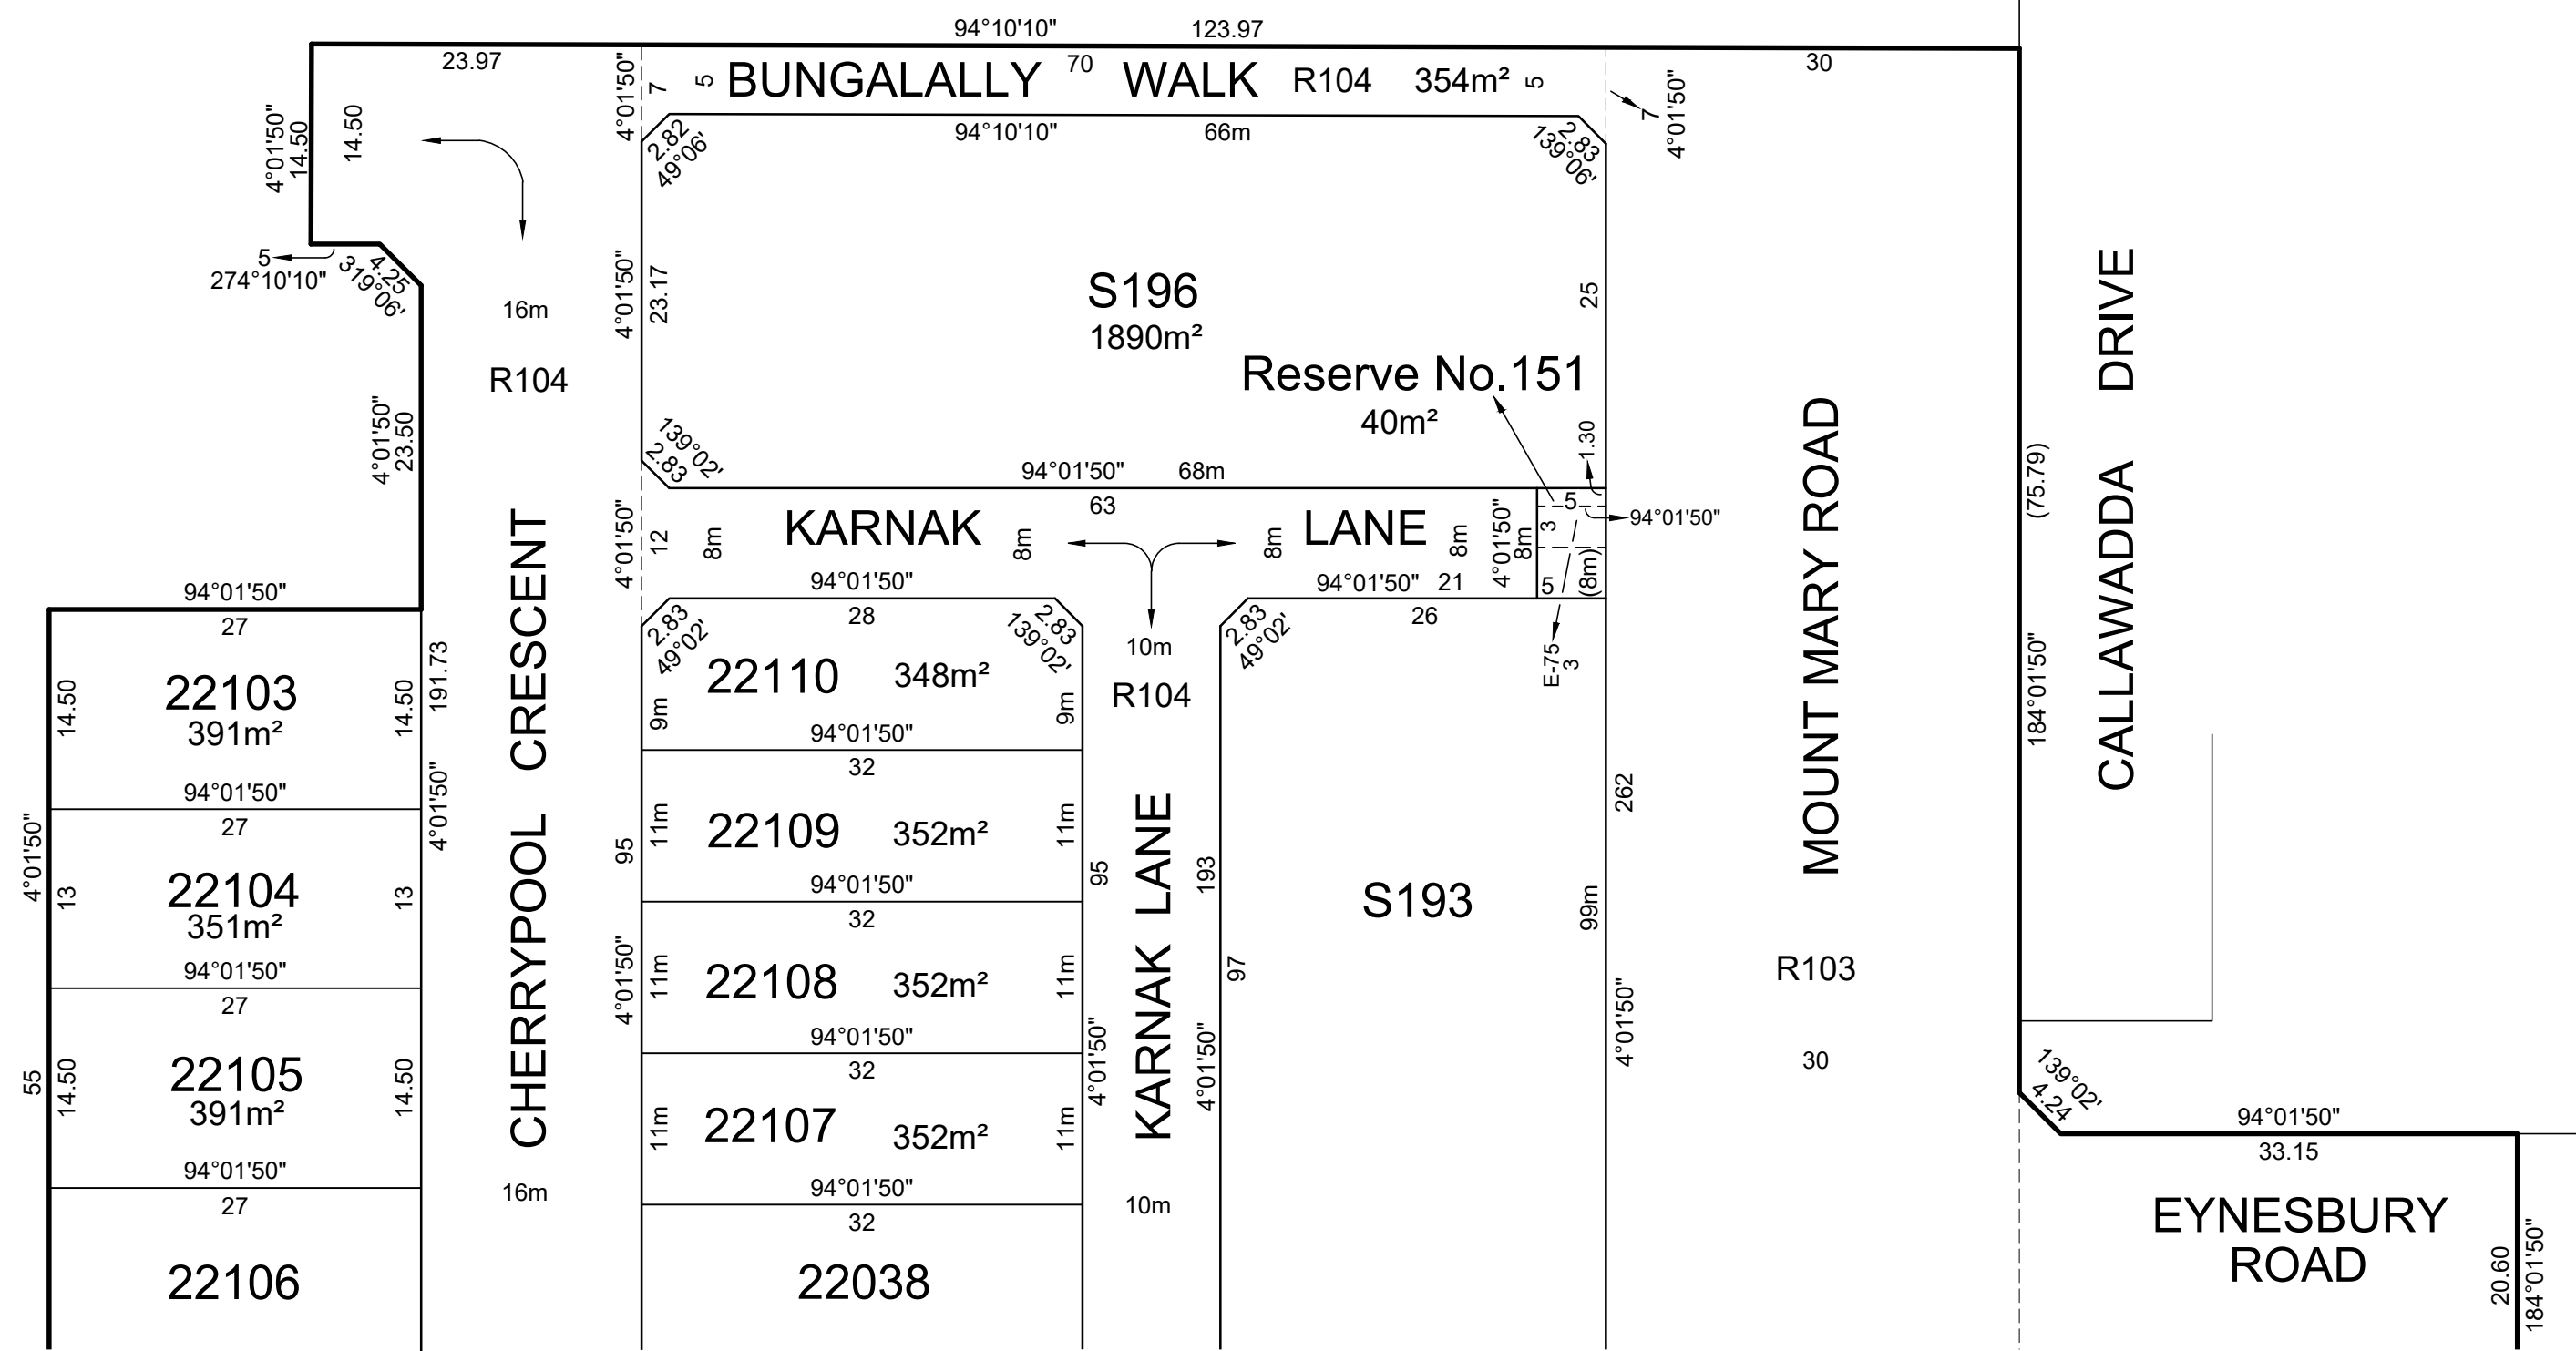 94°10'10" 123.97
23.97
4°01'50"
7
5
BUNGALALLY
70
WALK
R104
354m²
5
30
7
4°01'50"
4°01'50"
14.50
14.50
2.82
49°06'
94°10'10"
66m
2.83
139°06'
5
274°10'10"
4.25
319°06'
16m
R104
4°01'50"
23.17
S196
1890m²
25
Reserve No.151
40m²
1.30
4°01'50"
23.50
139°02'
2.83
94°01'50"
68m
63
4°01'50"
12
8m
KARNAK
8m
8m
LANE
8m
4°01'50"
8m
5
3
94°01'50"
5
(8m)
E-75
3
94°01'50"
28
94°01'50"
21
26
2.83
49°02'
2.83
139°02'
10m
R104
2.83
49°02'
94°01'50"
27
14.50
22103
391m²
14.50
191.73
4°01'50"
94°01'50"
27
4°01'50"
13
22104
351m²
13
94°01'50"
27
55
14.50
22105
391m²
14.50
94°01'50"
27
22106
CHERRYPOOL CRESCENT
16m
22110
348m²
9m
9m
94°01'50"
32
95
11m
22109
352m²
11m
94°01'50"
32
4°01'50"
11m
22108
352m²
11m
94°01'50"
32
11m
22107
352m²
11m
94°01'50"
32
22038
95
4°01'50"
KARNAK LANE
10m
193
4°01'50"
97
S193
99m
262
4°01'50"
MOUNT MARY ROAD
R103
30
(75.79)
184°01'50"
CALLAWADDA DRIVE
139°02'
4.24
94°01'50"
33.15
EYNESBURY
ROAD
20.60
184°01'50"